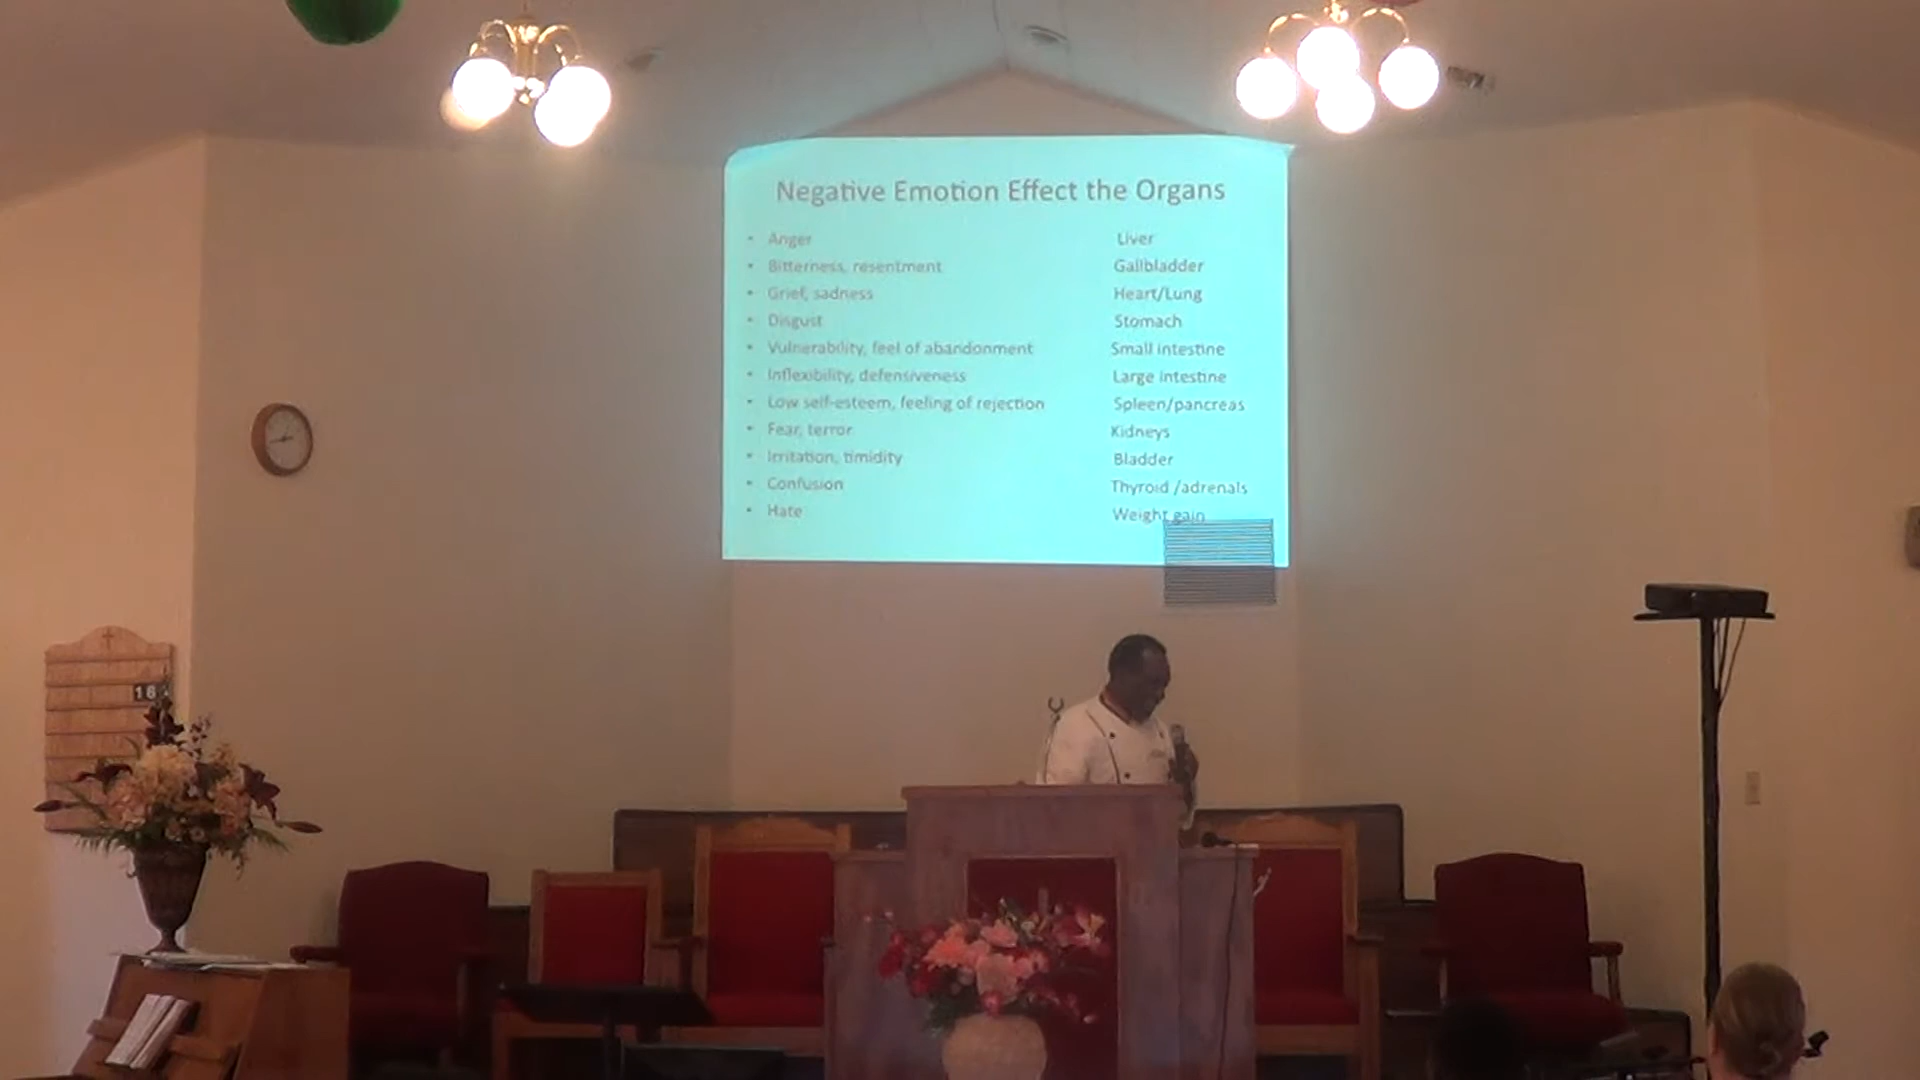 Negative Emotion Effect the Organs
• Anger Liver
• Bitterness, resentment Gallbladder
• Grief, sadness Heart/Lung
• Disgust Stomach
• Vulnerability, feel of abandonment Small intestine
• Inflexibility, defensiveness Large intestine
• Low self-esteem, feeling of rejection Spleen/pancreas
• Fear, terror Kidneys
• Irritation, timidity Bladder
• Confusion Thyroid /adrenals
• Hate Weight gain